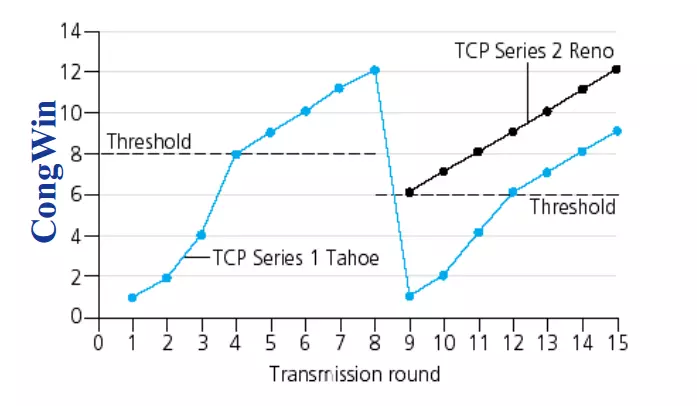 14
TCP Series 2 Reno
12
10
Threshold
8
6
Threshold
4
TCP Series 1 Tahoe
2
0
CongWin
0 1 2 3 4 5 6 7 8 9 10 11 12 13 14 15
Transmission round